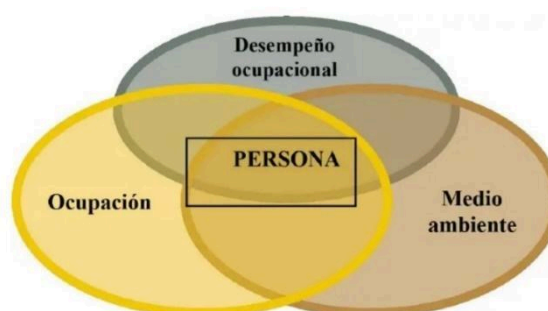 Desempeño
ocupacional
PERSONA
Ocupación
Medio
ambiente